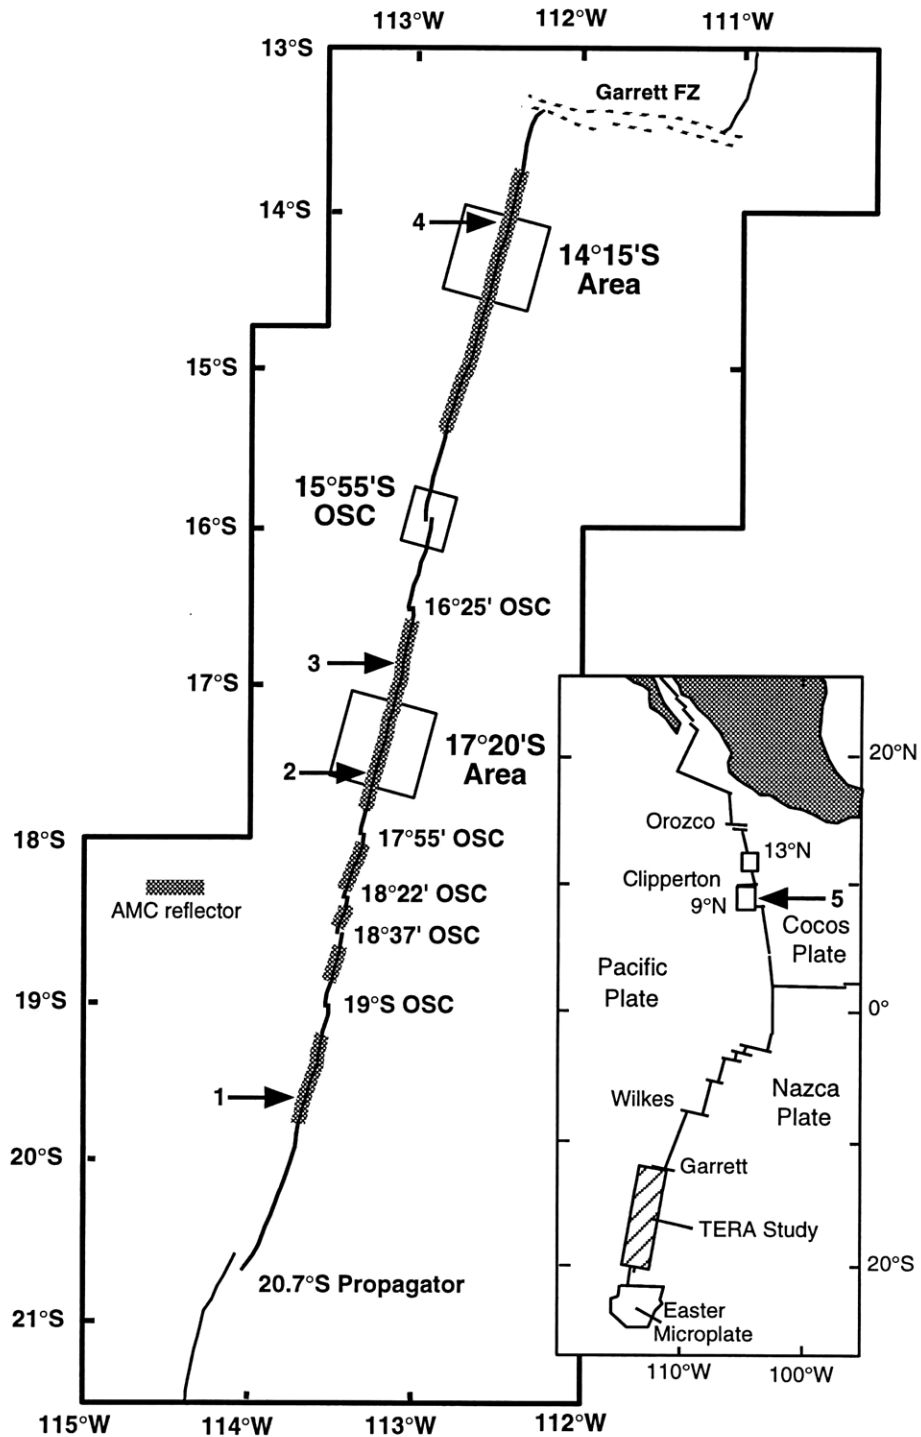 113°W
112°W
111°W
13°S
Garrett FZ
14°S
4
14°15'S
Area
15°S
15°55'S
OSC
16°S
16°25' OSC
3
17°S
17°20'S
Area
2
18°S
17°55' OSC
AMC reflector
18°22' OSC
18°37' OSC
19°S
19°S OSC
1
20°S
20.7°S Propagator
21°S
115°W
114°W
113°W
112°W
20°N
Orozco
13°N
Clipperton
9°N
5
Cocos
Plate
Pacific
Plate
0°
Wilkes
Nazca
Plate
Garrett
TERA Study
20°S
Easter
Microplate
110°W
100°W